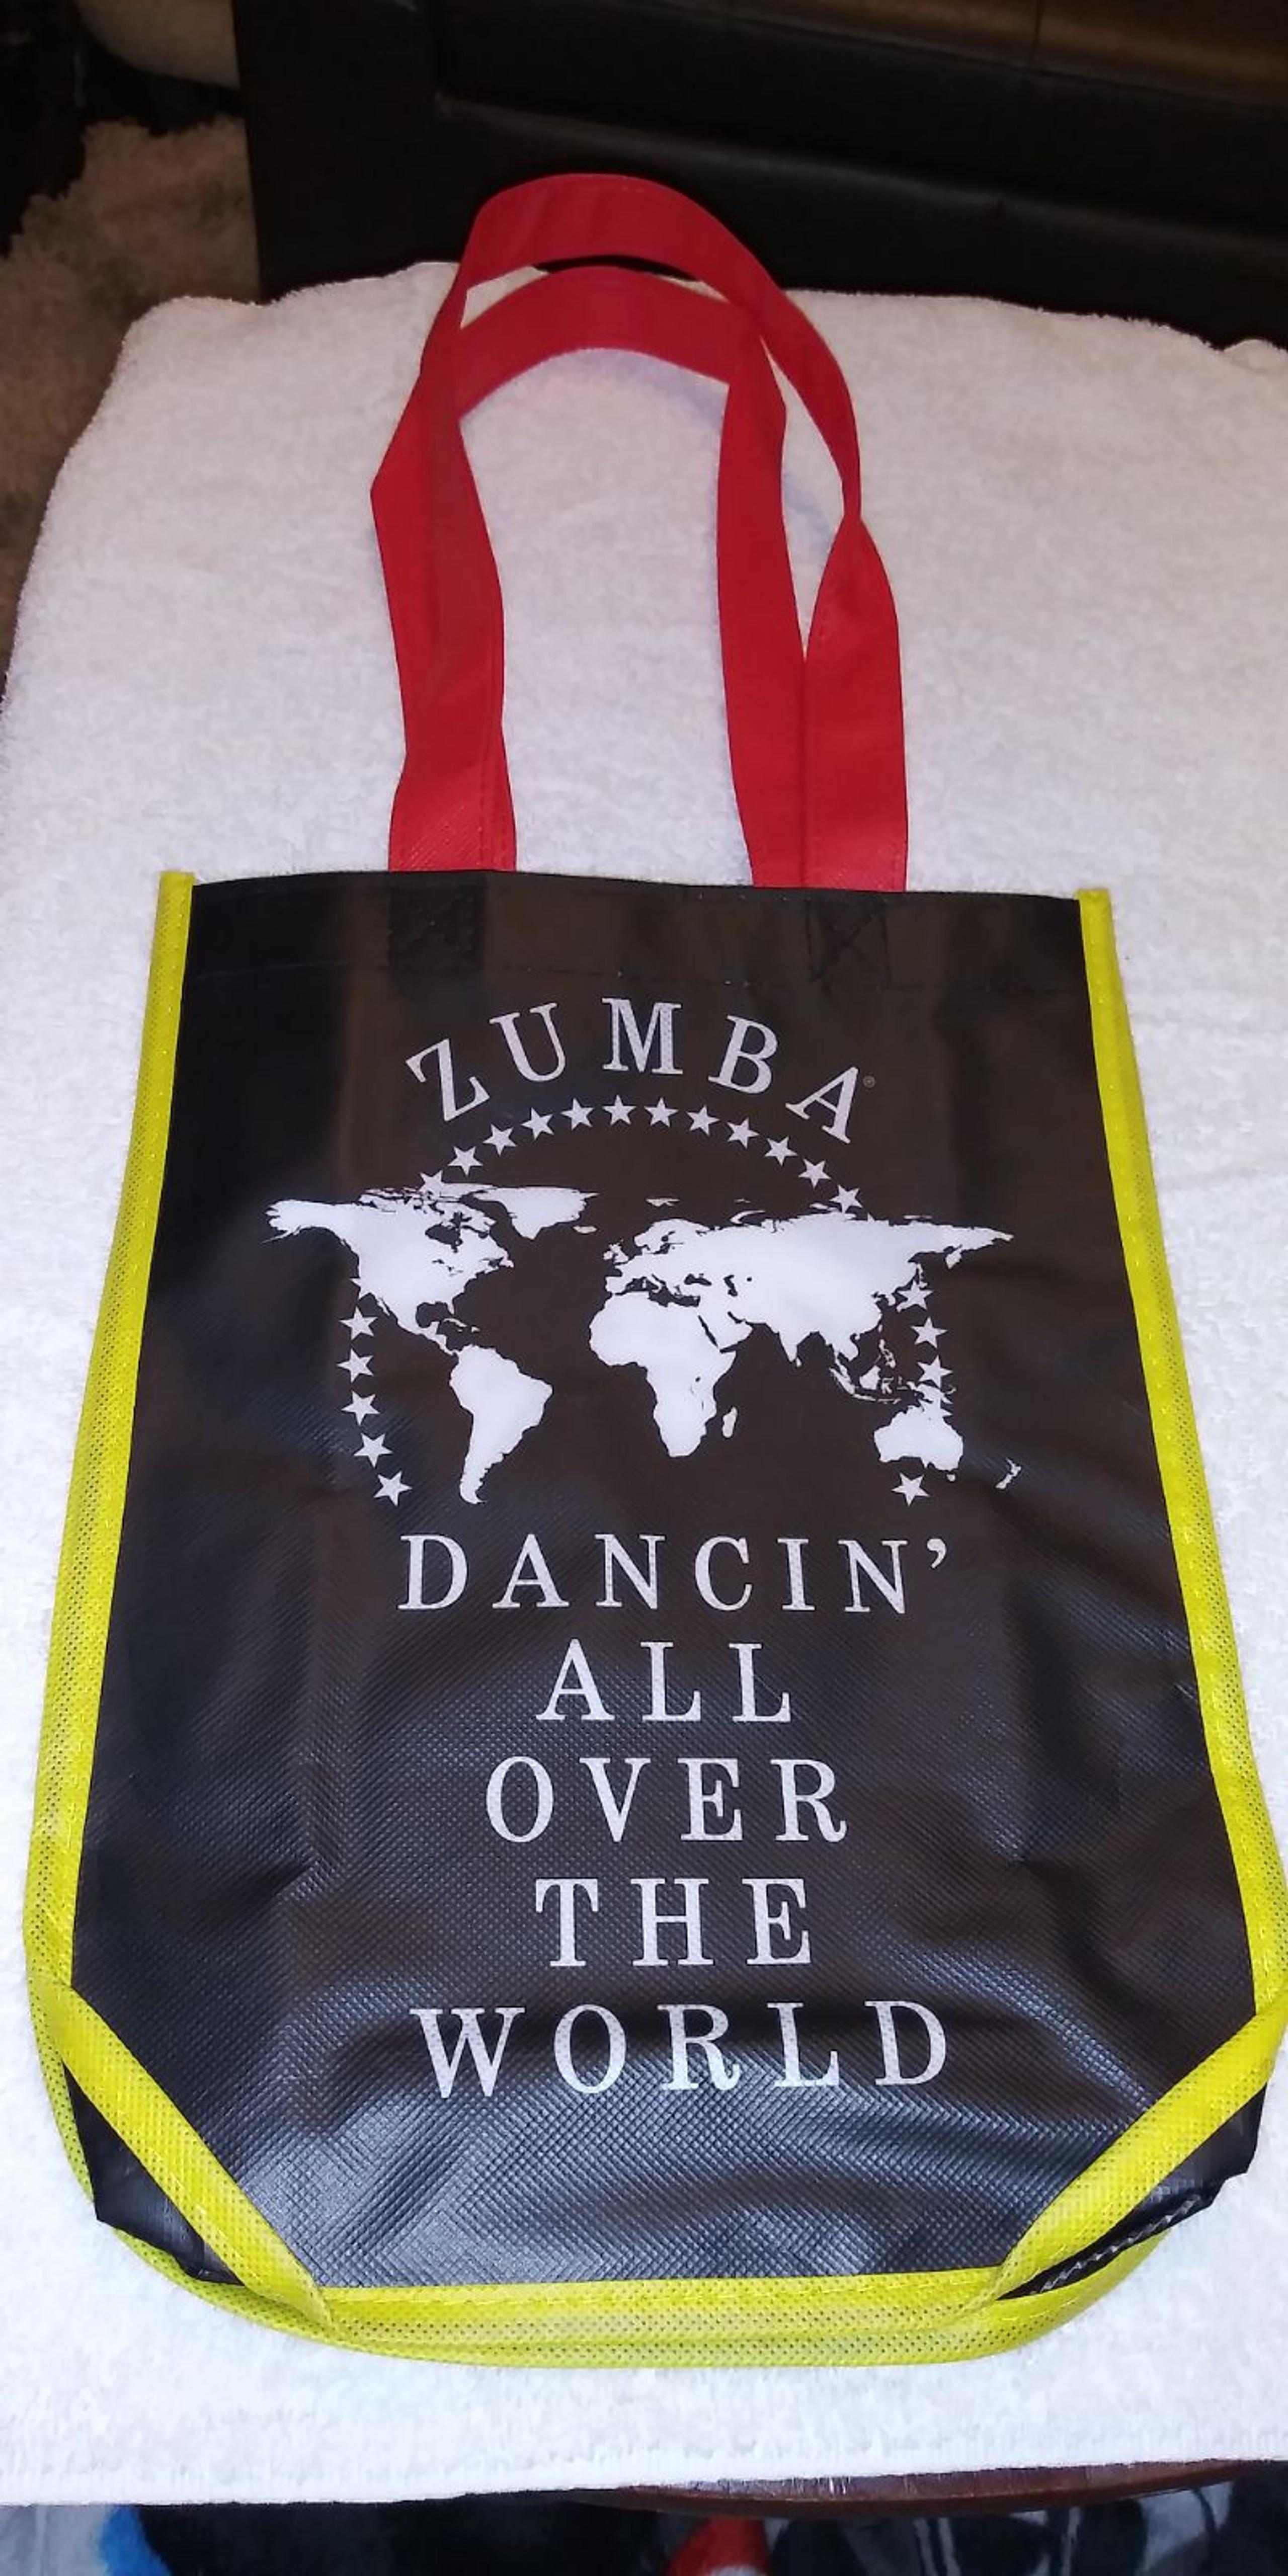 ZUMBA®
DANCIN’
ALL
OVER
THE
WORLD